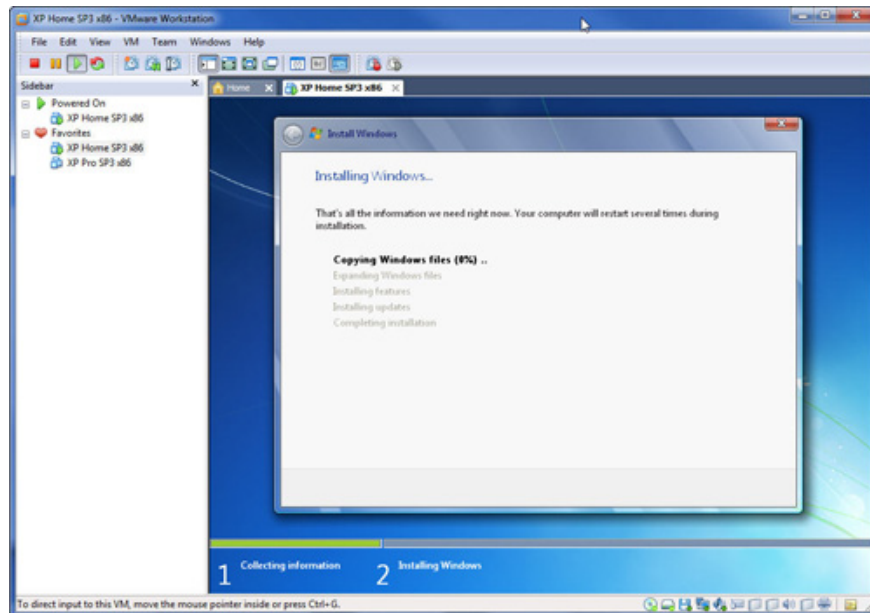 XP Home SP3 x86 - VMware Workstation
File Edit View VM Team Windows Help
Sidebar
Home
XP Home SP3 x86
Powered On
XP Home SP3 x86
Favorites
XP Home SP3 x86
XP Pro SP3 x86
Install Windows
Installing Windows...
That's all the information we need right now. Your computer will restart several times during
installation.
Copying Windows files (0%) ..
Expanding Windows files
Installing features
Installing updates
Completing installation
1 Collecting information
2 Installing Windows
To direct input to this VM, move the mouse pointer inside or press Ctrl+G.